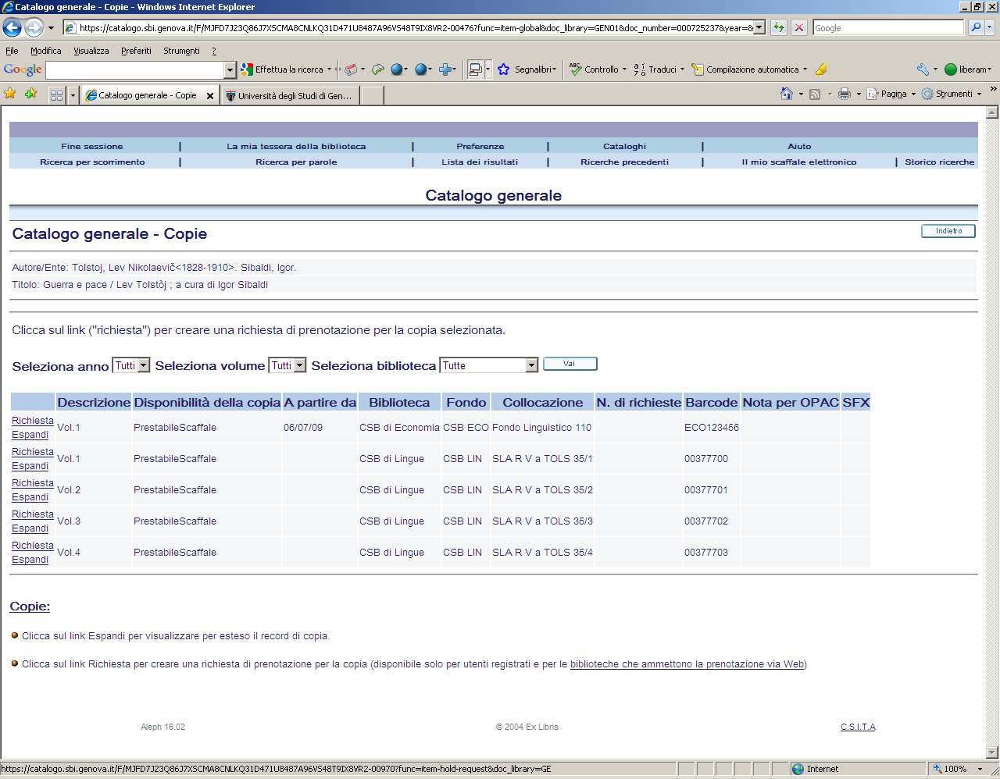 Catalogo generale - Copie - Windows Internet Explorer
https://catalogo.sbi.genova.it/F/MJFD7J23Q86J7XSCMA8CNLKQ31D471U8487A96VS48T9IX8VR2-00476?func=item-global&doc_library=GEN01&doc_number=000725237&year=&
Google
File Modifica Visualizza Preferiti Strumenti ?
Google Effettua la ricerca Segnalibri Controllo Traduci Compilazione automatica liberam
Catalogo generale - Copie Università degli Studi di Gen... Pagina Strumenti
Fine sessione | La mia tessera della biblioteca | Preferenze | Cataloghi | Aiuto
Ricerca per scorrimento | Ricerca per parole | Lista dei risultati | Ricerche precedenti | Il mio scaffale elettronico | Storico ricerche
Catalogo generale
Catalogo generale - Copie
Indietro
Autore/Ente: Tolstoj, Lev Nikolaevič<1828-1910>. Sibaldi, Igor.
Titolo: Guerra e pace / Lev Tolstòj ; a cura di Igor Sibaldi
Clicca sul link ("richiesta") per creare una richiesta di prenotazione per la copia selezionata.
Seleziona anno Tutti Seleziona volume Tutti Seleziona biblioteca Tutte Vai
Descrizione Disponibilità della copia A partire da Biblioteca Fondo Collocazione N. di richieste Barcode Nota per OPAC SFX
Richiesta
Espandi Vol.1 PrestabileScaffale 06/07/09 CSB di Economia CSB ECO Fondo Linguistico 110 ECO123456
Richiesta
Espandi Vol.1 PrestabileScaffale CSB di Lingue CSB LIN SLA R V a TOLS 35/1 00377700
Richiesta
Espandi Vol.2 PrestabileScaffale CSB di Lingue CSB LIN SLA R V a TOLS 35/2 00377701
Richiesta
Espandi Vol.3 PrestabileScaffale CSB di Lingue CSB LIN SLA R V a TOLS 35/3 00377702
Richiesta
Espandi Vol.4 PrestabileScaffale CSB di Lingue CSB LIN SLA R V a TOLS 35/4 00377703
Copie:
Clicca sul link Espandi per visualizzare per esteso il record di copia.
Clicca sul link Richiesta per creare una richiesta di prenotazione per la copia (disponibile solo per utenti registrati e per le biblioteche che ammettono la prenotazione via Web)
Aleph 16.02 © 2004 Ex Libris C.S.I.T.A
https://catalogo.sbi.genova.it/F/MJFD7J23Q86J7XSCMA8CNLKQ31D471U8487A96VS48T9IX8VR2-00970?func=item-hold-request&doc_library=GE Internet 100%